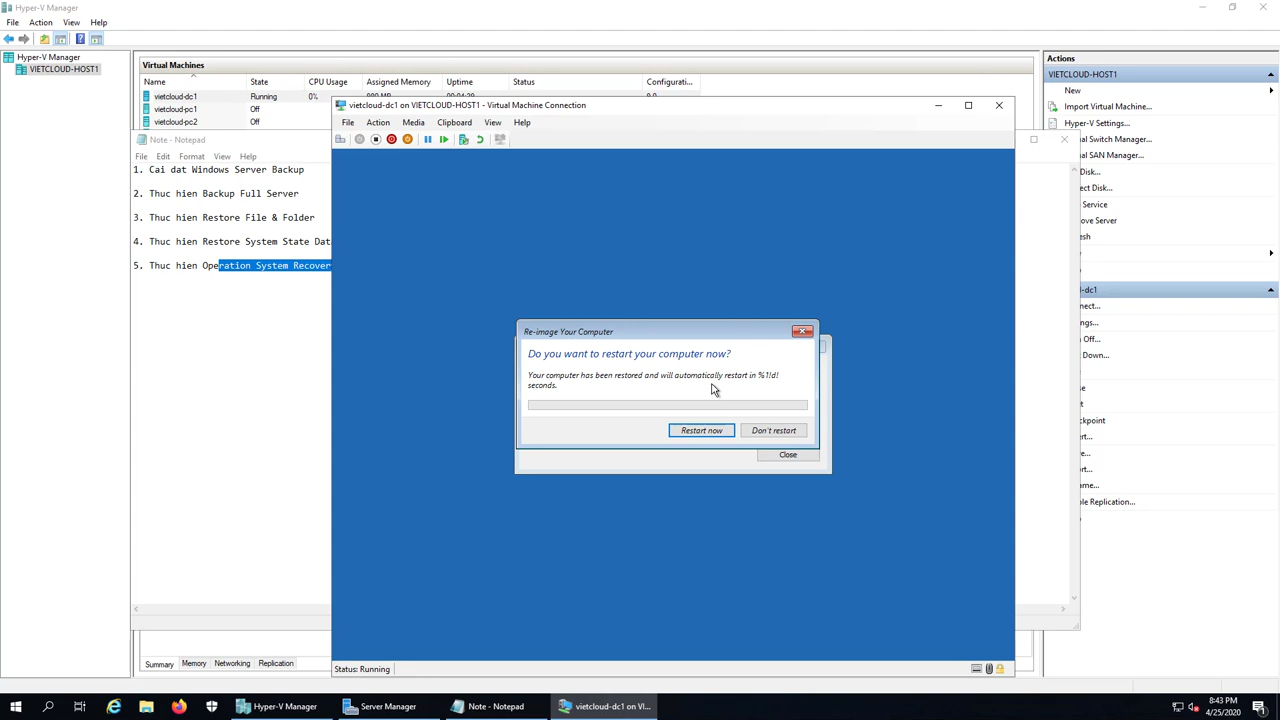 Hyper-V Manager
File Action View Help
Hyper-V Manager
VIETCLOUD-HOST1
Virtual Machines
Name State CPU Usage Assigned Memory Uptime Status Configurati...
vietcloud-dc1 Running 0%
vietcloud-pc1 Off
vietcloud-pc2 Off
Note - Notepad
File Edit Format View Help
1. Cai dat Windows Server Backup
2. Thuc hien Backup Full Server
3. Thuc hien Restore File & Folder
4. Thuc hien Restore System State Dat
5. Thuc hien Operation System Recover
vietcloud-dc1 on VIETCLOUD-HOST1 - Virtual Machine Connection
File Action Media Clipboard View Help
Re-image Your Computer
Do you want to restart your computer now?
Your computer has been restored and will automatically restart in %1!d!
seconds.
Restart now Don't restart
Close
Status: Running
Actions
VIETCLOUD-HOST1
New
Import Virtual Machine...
Hyper-V Settings...
Virtual Switch Manager...
Virtual SAN Manager...
Disk...
ect Disk...
Service
ove Server
esh
-dc1
nect...
ngs...
Off...
Down...
se
t
heckpoint
rt...
e...
rt...
ame...
ble Replication...
Summary Memory Networking Replication
Hyper-V Manager Server Manager Note - Notepad vietcloud-dc1 on VI...
8:43 PM
4/25/2020